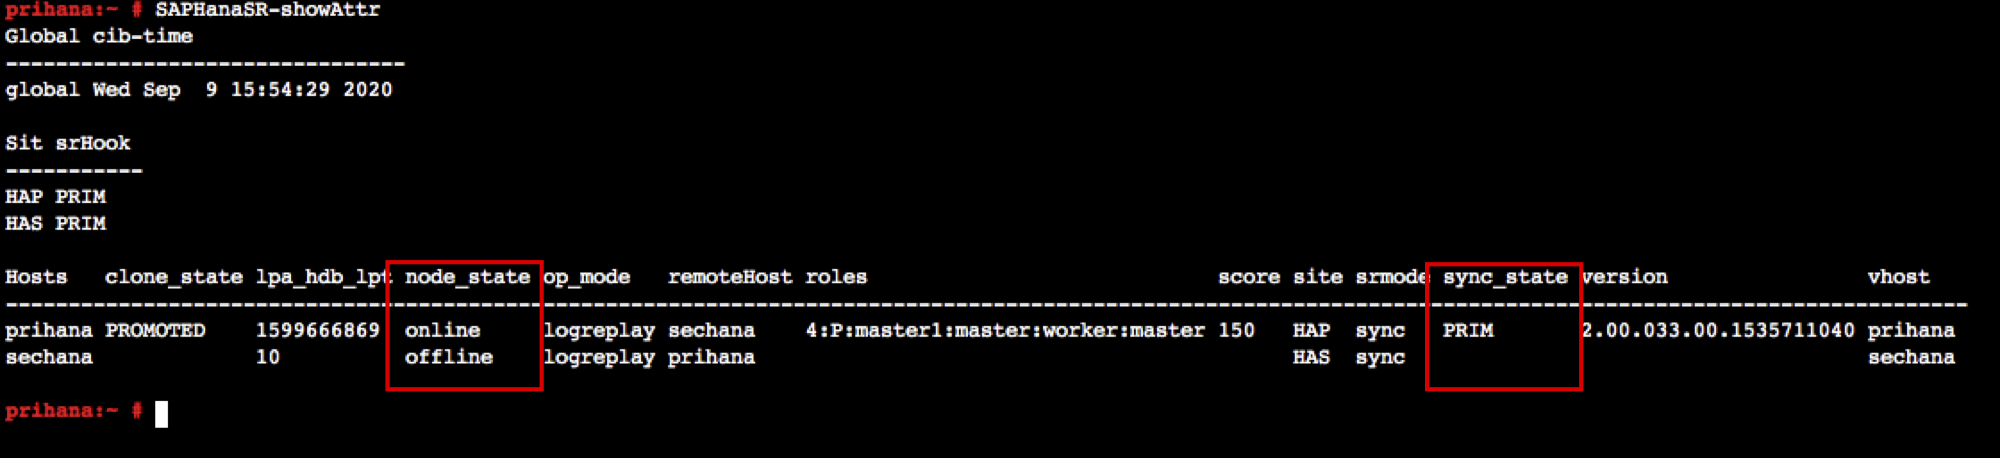 prihana:~ # SAPHanaSR-showAttr
Global cib-time
--------------------------------
global Wed Sep  9 15:54:29 2020
Sit srHook
-----------
HAP PRIM
HAS PRIM
Hosts   clone_state lpa_hdb_lpt node_state op_mode   remoteHost roles                            score site srmode sync_state version                vhost
-------------------------------------------------------------------------------------------------------------------------------------------------------------
prihana PROMOTED    1599666869  online     logreplay sechana    4:P:master1:master:worker:master 150   HAP  sync   PRIM       2.00.033.00.1535711040 prihana
sechana             10          offline    logreplay prihana                                           HAS  sync                                     sechana
prihana:~ #